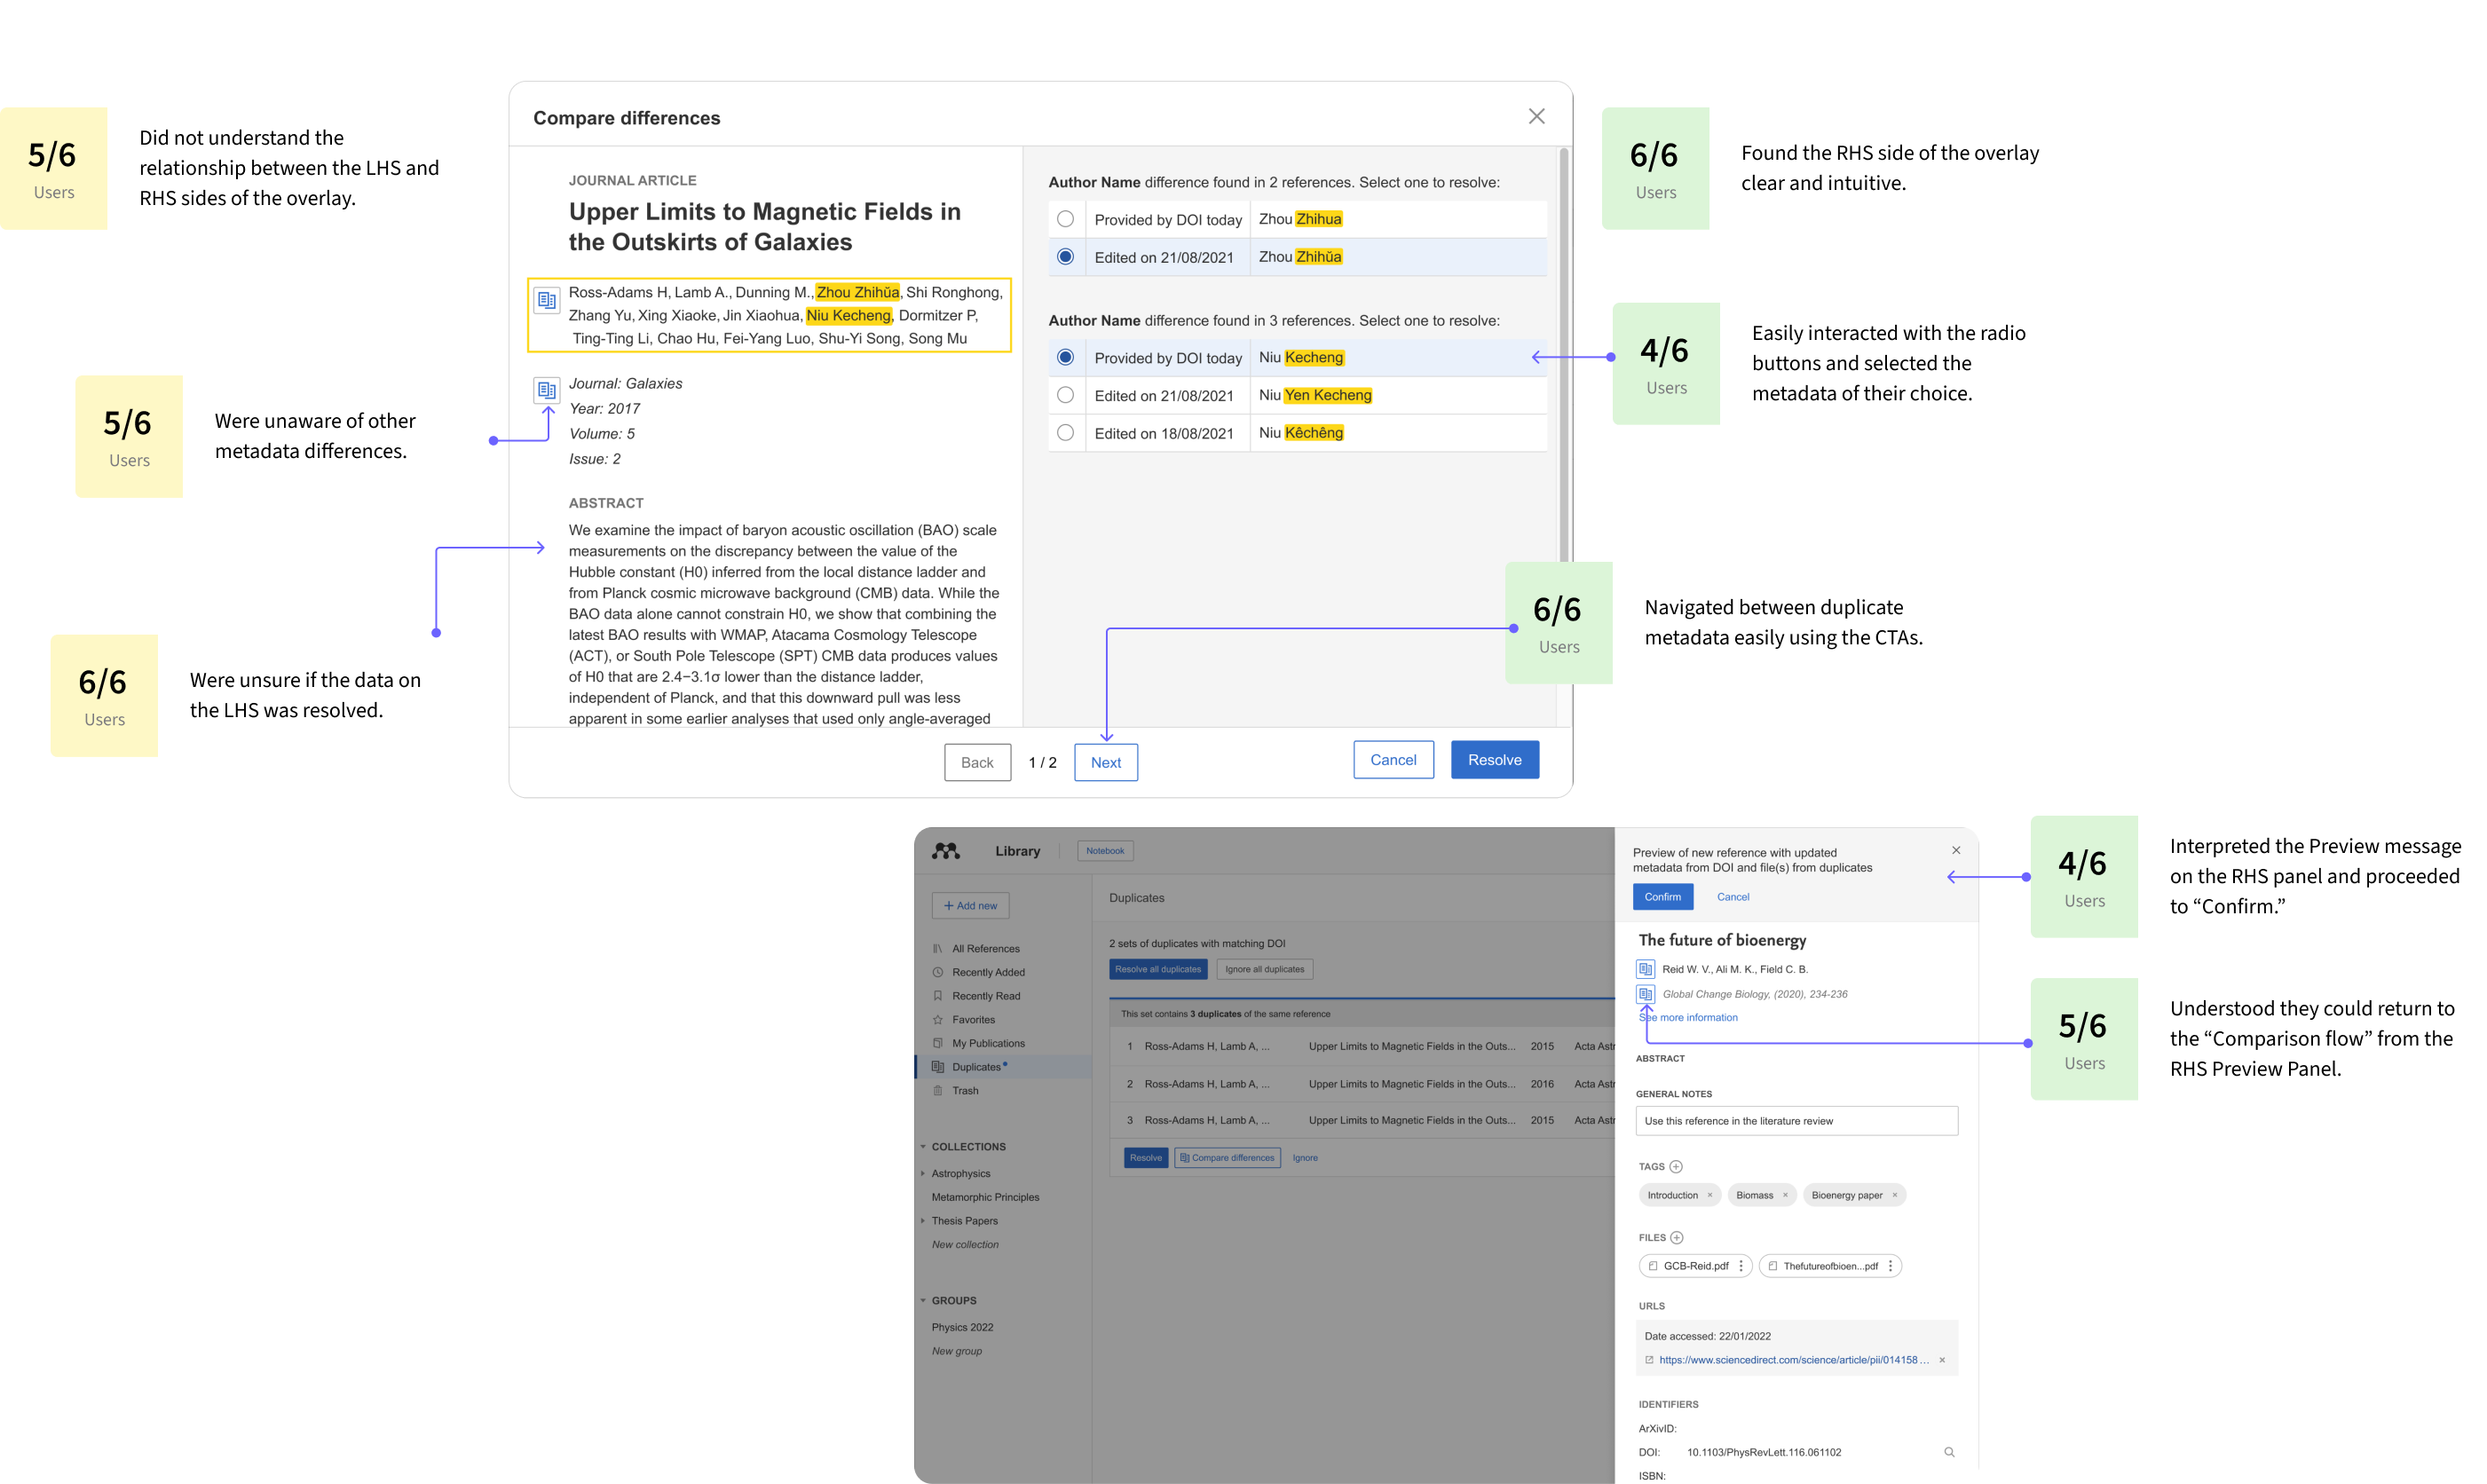 5/6
Users
Did not understand the
relationship between the LHS and
RHS sides of the overlay.
5/6
Users
Were unaware of other
metadata differences.
6/6
Users
Were unsure if the data on
the LHS was resolved.
Compare differences
JOURNAL ARTICLE
Upper Limits to Magnetic Fields in
the Outskirts of Galaxies
Ross-Adams H, Lamb A., Dunning M., Zhou Zhihŭa, Shi Ronghong,
Zhang Yu, Xing Xiaoke, Jin Xiaohua, Niu Kecheng, Dormitzer P,
Ting-Ting Li, Chao Hu, Fei-Yang Luo, Shu-Yi Song, Song Mu
Journal: Galaxies
Year: 2017
Volume: 5
Issue: 2
ABSTRACT
We examine the impact of baryon acoustic oscillation (BAO) scale
measurements on the discrepancy between the value of the
Hubble constant (H0) inferred from the local distance ladder and
from Planck cosmic microwave background (CMB) data. While the
BAO data alone cannot constrain H0, we show that combining the
latest BAO results with WMAP, Atacama Cosmology Telescope
(ACT), or South Pole Telescope (SPT) CMB data produces values
of H0 that are 2.4−3.1σ lower than the distance ladder,
independent of Planck, and that this downward pull was less
apparent in some earlier analyses that used only angle-averaged
Author Name difference found in 2 references. Select one to resolve:
Provided by DOI today Zhou Zhihua
Edited on 21/08/2021 Zhou Zhihŭa
Author Name difference found in 3 references. Select one to resolve:
Provided by DOI today Niu Kecheng
Edited on 21/08/2021 Niu Yen Kecheng
Edited on 18/08/2021 Niu Kêchêng
Back 1 / 2 Next
Cancel Resolve
6/6
Users
Found the RHS side of the overlay
clear and intuitive.
4/6
Users
Easily interacted with the radio
buttons and selected the
metadata of their choice.
6/6
Users
Navigated between duplicate
metadata easily using the CTAs.
Library Notebook
+ Add new
All References
Recently Added
Recently Read
Favorites
My Publications
Duplicates
Trash
COLLECTIONS
Astrophysics
Metamorphic Principles
Thesis Papers
New collection
GROUPS
Physics 2022
New group
Duplicates
2 sets of duplicates with matching DOI
Resolve all duplicates Ignore all duplicates
This set contains 3 duplicates of the same reference
1 Ross-Adams H, Lamb A, ... Upper Limits to Magnetic Fields in the Outs... 2015 Acta Astr
2 Ross-Adams H, Lamb A, ... Upper Limits to Magnetic Fields in the Outs... 2016 Acta Astr
3 Ross-Adams H, Lamb A, ... Upper Limits to Magnetic Fields in the Outs... 2015 Acta Astr
Resolve Compare differences Ignore
Preview of new reference with updated
metadata from DOI and file(s) from duplicates
Confirm Cancel
The future of bioenergy
Reid W. V., Ali M. K., Field C. B.
Global Change Biology, (2020), 234-236
See more information
ABSTRACT
GENERAL NOTES
Use this reference in the literature review
TAGS
Introduction × Biomass × Bioenergy paper ×
FILES
GCB-Reid.pdf Thefutureofbioen...pdf
URLS
Date accessed: 22/01/2022
https://www.sciencedirect.com/science/article/pii/014158 ... ×
IDENTIFIERS
ArXivID:
DOI: 10.1103/PhysRevLett.116.061102
ISBN:
4/6
Users
Interpreted the Preview message
on the RHS panel and proceeded
to “Confirm.”
5/6
Users
Understood they could return to
the “Comparison flow” from the
RHS Preview Panel.